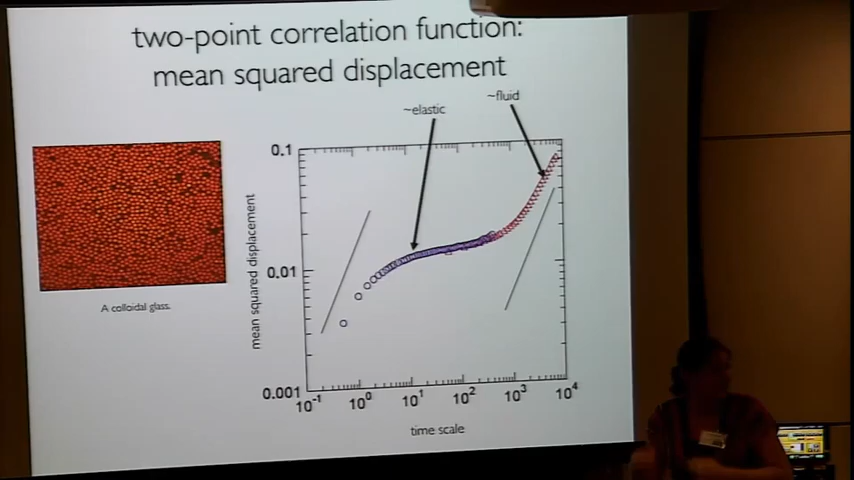 two-point correlation function:
mean squared displacement
~elastic
~fluid
0.1
0.01
0.001
mean squared displacement
10-1
100
101
102
103
104
time scale
A colloidal glass.